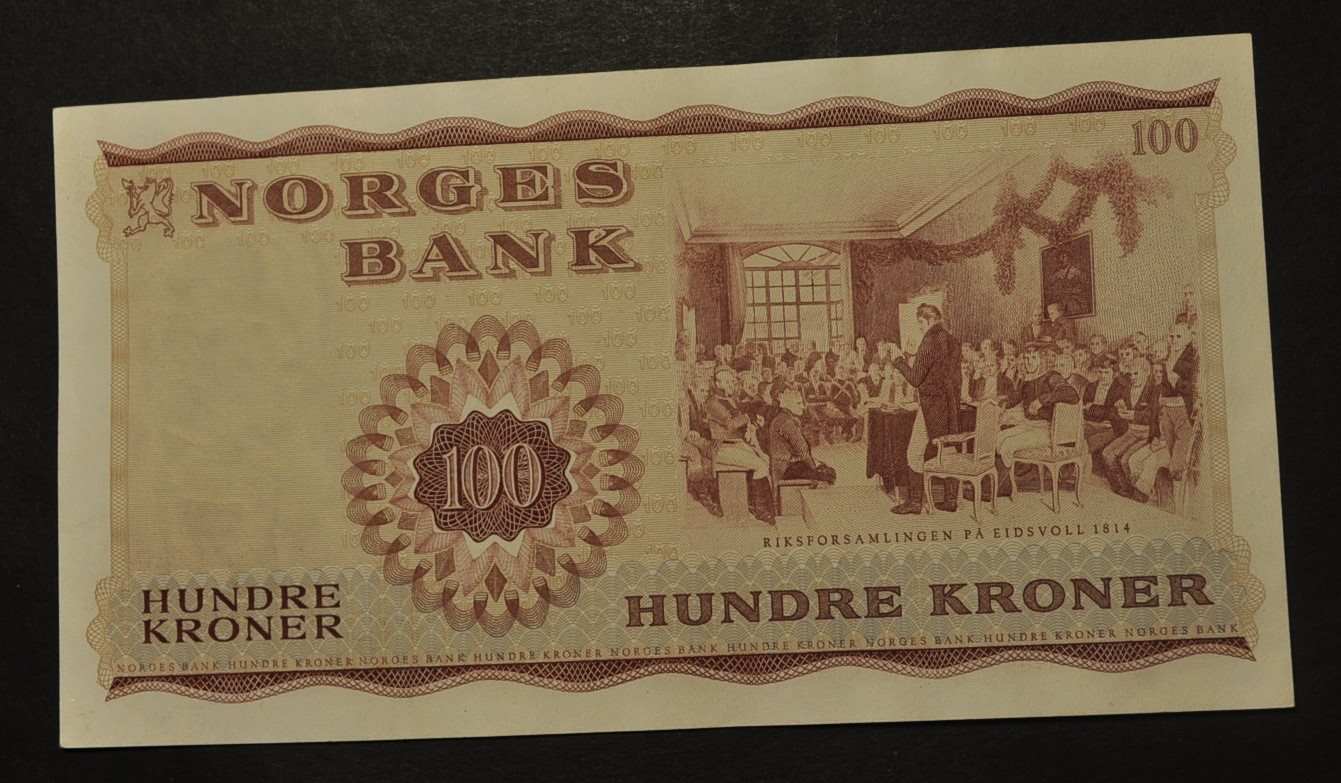 100
NORGES
BANK
100
RIKSFORSAMLINGEN PÅ EIDSVOLL 1814
HUNDRE
KRONER
HUNDRE KRONER
NORGES BANK HUNDRE KRONER NORGES BANK HUNDRE KRONER NORGES BANK HUNDRE KRONER NORGES BANK HUNDRE KRONER NORGES BANK